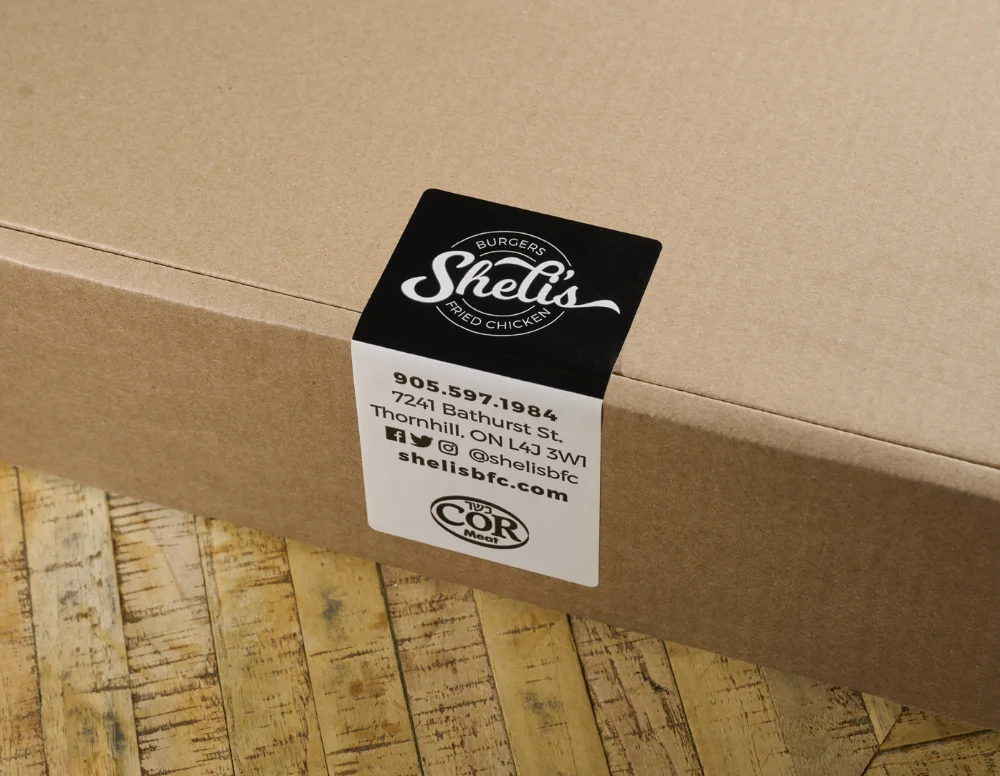 BURGERS
Sheli's
FRIED CHICKEN
905.597.1984
7241 Bathurst St.
Thornhill, ON L4J 3W1
@shelisbfc
shelisbfc.com
כשר
COR
Meat